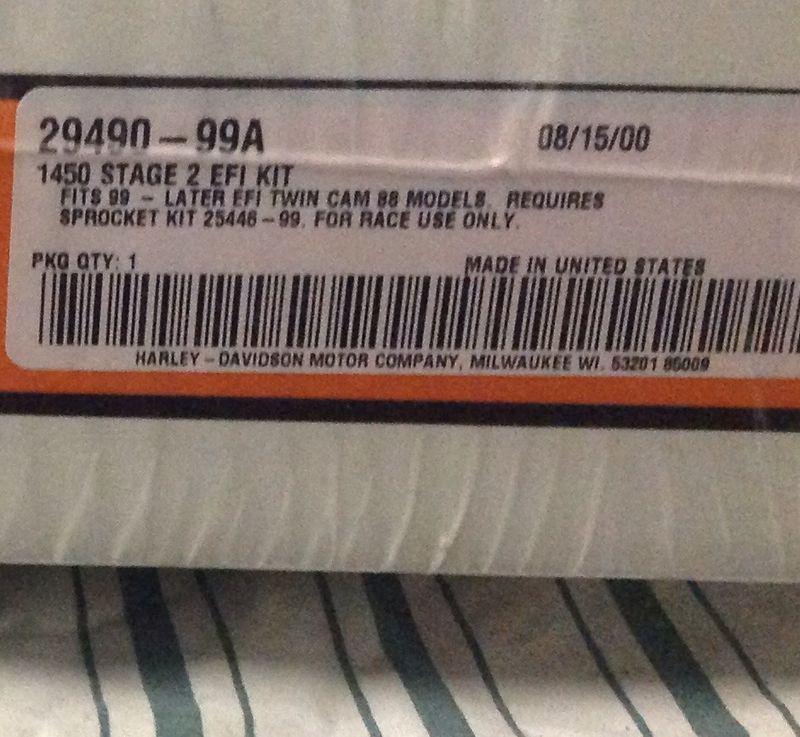 29490-99A 08/15/00
1450 STAGE 2 EFI KIT
FITS 99 - LATER EFI TWIN CAM 88 MODELS. REQUIRES
SPROCKET KIT 25446-99. FOR RACE USE ONLY.
PKG QTY: 1 MADE IN UNITED STATES
HARLEY-DAVIDSON MOTOR COMPANY, MILWAUKEE WI. 53201